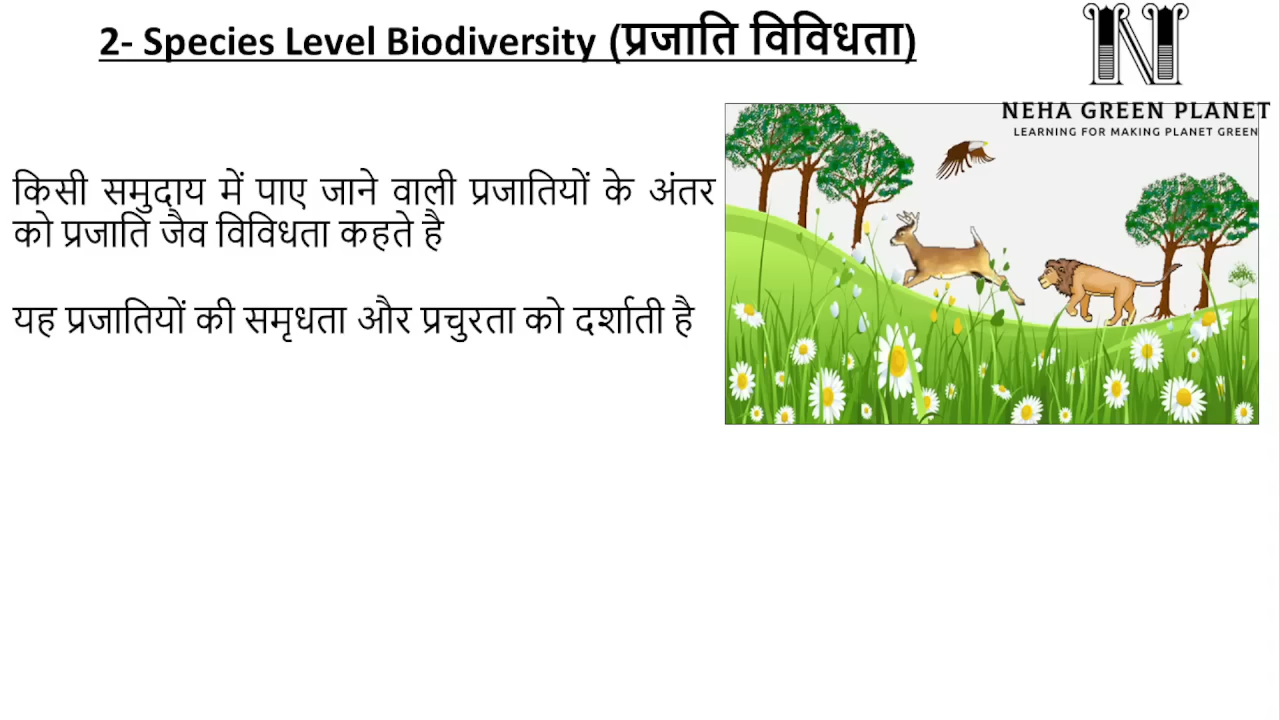 2- Species Level Biodiversity (प्रजाति विविधता)
N
NEHA GREEN PLANET
LEARNING FOR MAKING PLANET GREEN
किसी समुदाय में पाए जाने वाली प्रजातियों के अंतर
को प्रजाति जैव विविधता कहते है
यह प्रजातियों की समृधता और प्रचुरता को दर्शाती है